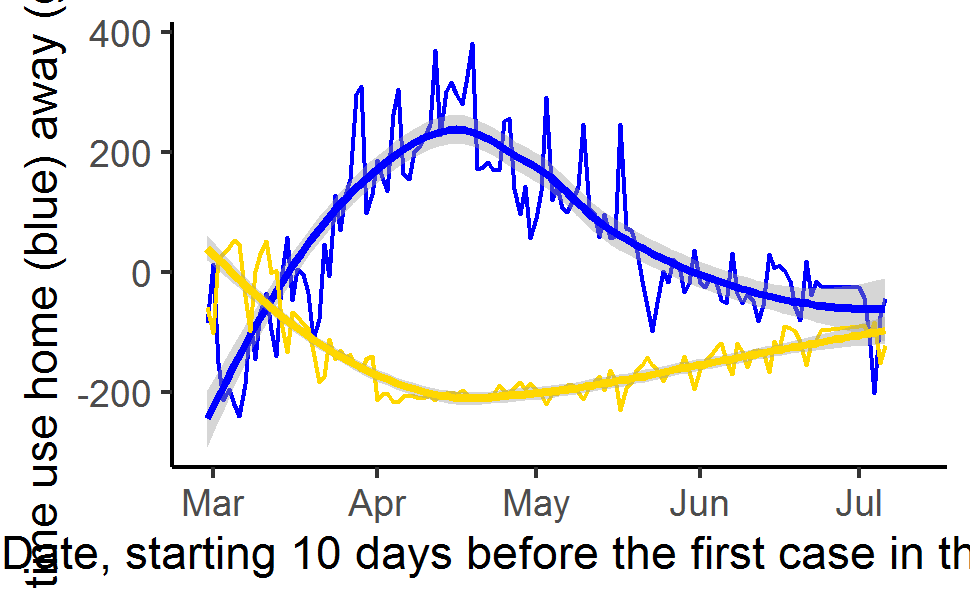 time use home (blue) away (
400
200
0
-200
Mar Apr May Jun Jul
Date, starting 10 days before the first case in th